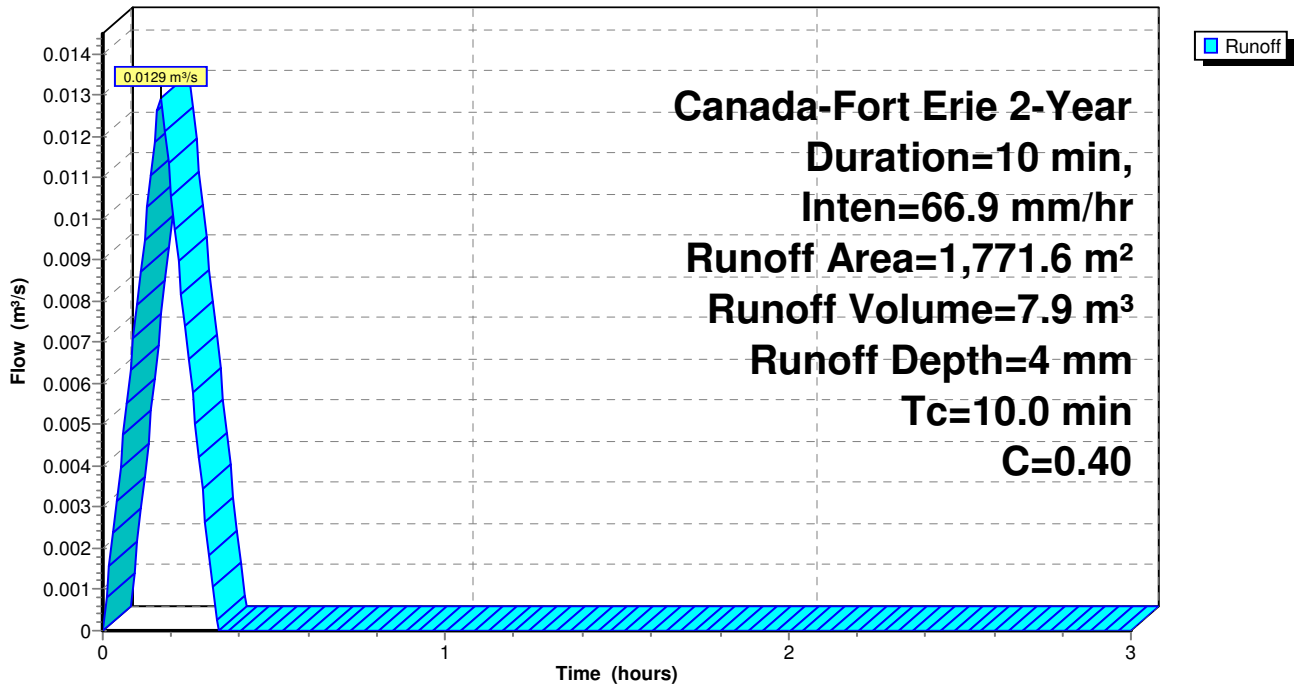 Runoff
0.0129 m³/s
Canada-Fort Erie 2-Year
Duration=10 min,
Inten=66.9 mm/hr
Runoff Area=1,771.6 m²
Runoff Volume=7.9 m³
Runoff Depth=4 mm
Tc=10.0 min
C=0.40
Flow (m³/s)
0.014
0.013
0.012
0.011
0.01
0.009
0.008
0.007
0.006
0.005
0.004
0.003
0.002
0.001
0
0 1 2 3
Time (hours)